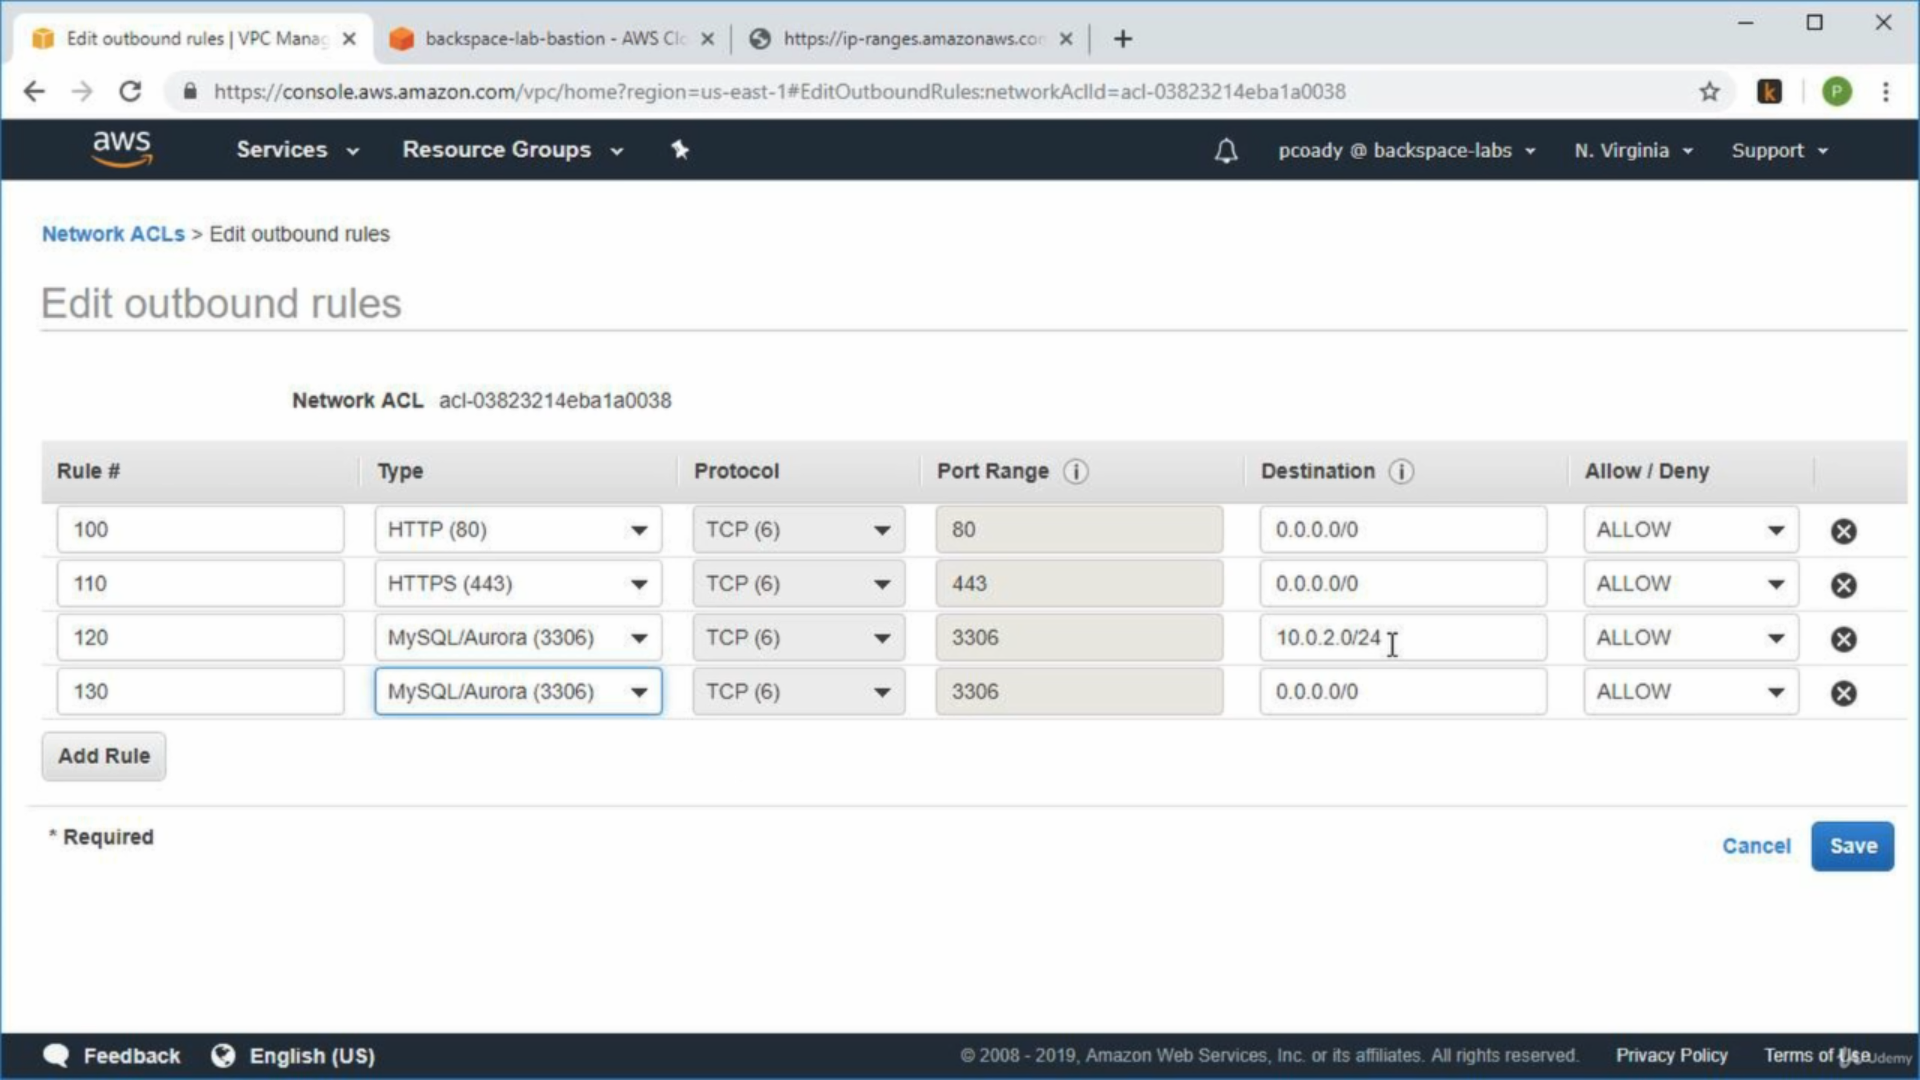 Edit outbound rules | VPC Manag
backspace-lab-bastion - AWS Clo
https://ip-ranges.amazonaws.con
https://console.aws.amazon.com/vpc/home?region=us-east-1#EditOutboundRules:networkAclId=acl-03823214eba1a0038
k
P
aws
Services
Resource Groups
pcoady @ backspace-labs
N. Virginia
Support
Network ACLs > Edit outbound rules
Edit outbound rules
Network ACL acl-03823214eba1a0038
Rule # Type Protocol Port Range i Destination i Allow / Deny
100 HTTP (80) TCP (6) 80 0.0.0.0/0 ALLOW
110 HTTPS (443) TCP (6) 443 0.0.0.0/0 ALLOW
120 MySQL/Aurora (3306) TCP (6) 3306 10.0.2.0/24 ALLOW
130 MySQL/Aurora (3306) TCP (6) 3306 0.0.0.0/0 ALLOW
Add Rule
* Required
Cancel Save
Feedback English (US) © 2008 - 2019, Amazon Web Services, Inc. or its affiliates. All rights reserved. Privacy Policy Terms of Use
Udemy